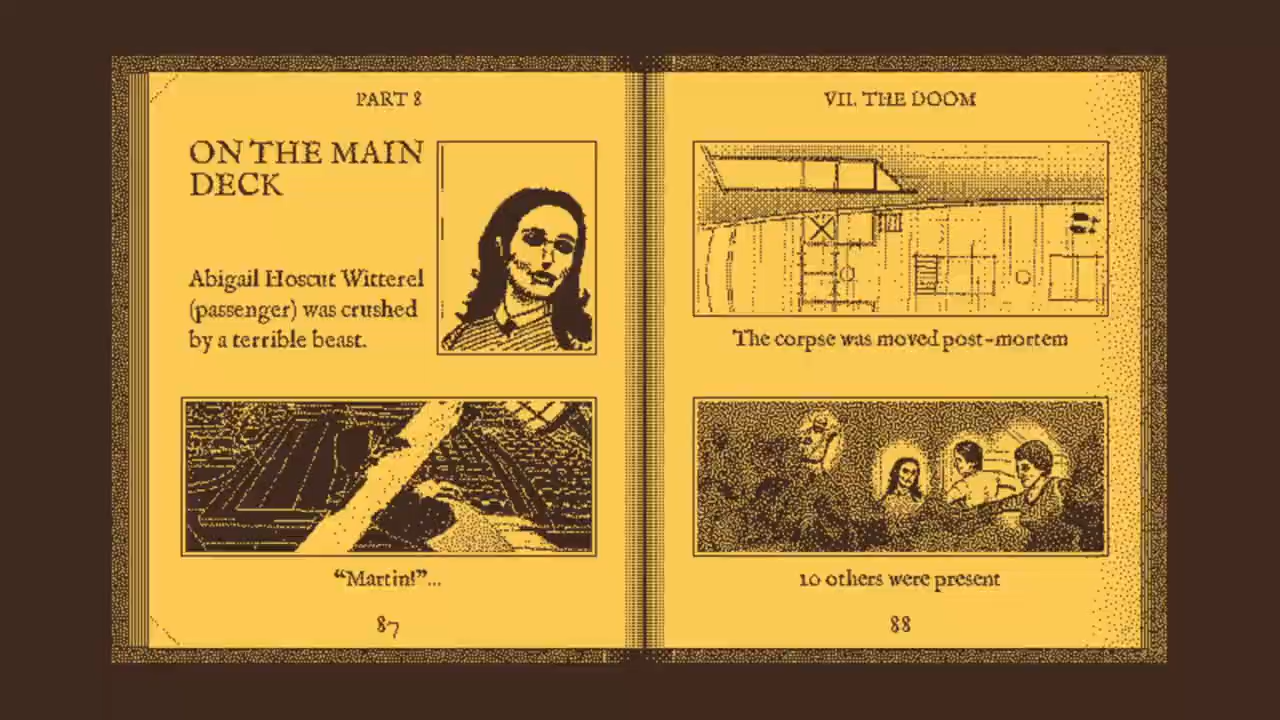 PART 8
ON THE MAIN
DECK
Abigail Hoscut Witterel
(passenger) was crushed
by a terrible beast.
“Martin!”...
87
VII. THE DOOM
The corpse was moved post-mortem
10 others were present
88